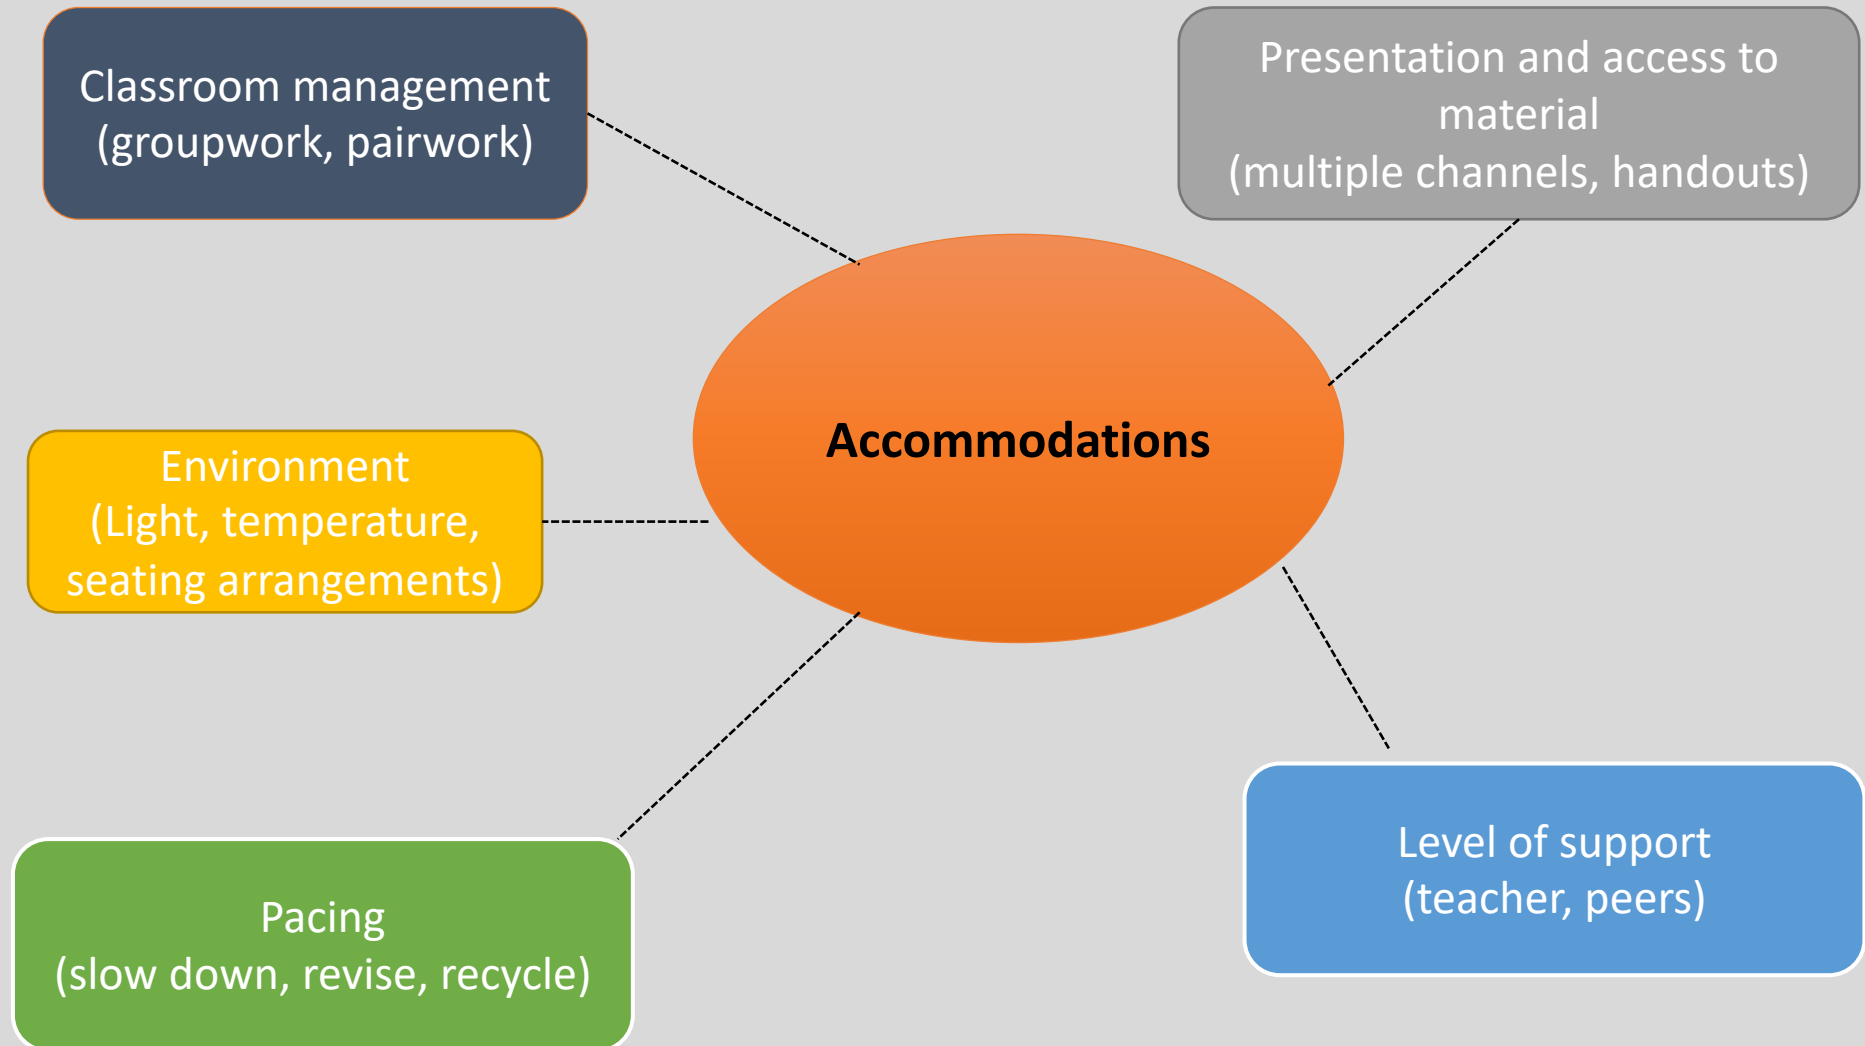 Classroom management
(groupwork, pairwork)
Presentation and access to
material
(multiple channels, handouts)
Accommodations
Environment
(Light, temperature,
seating arrangements)
Level of support
(teacher, peers)
Pacing
(slow down, revise, recycle)